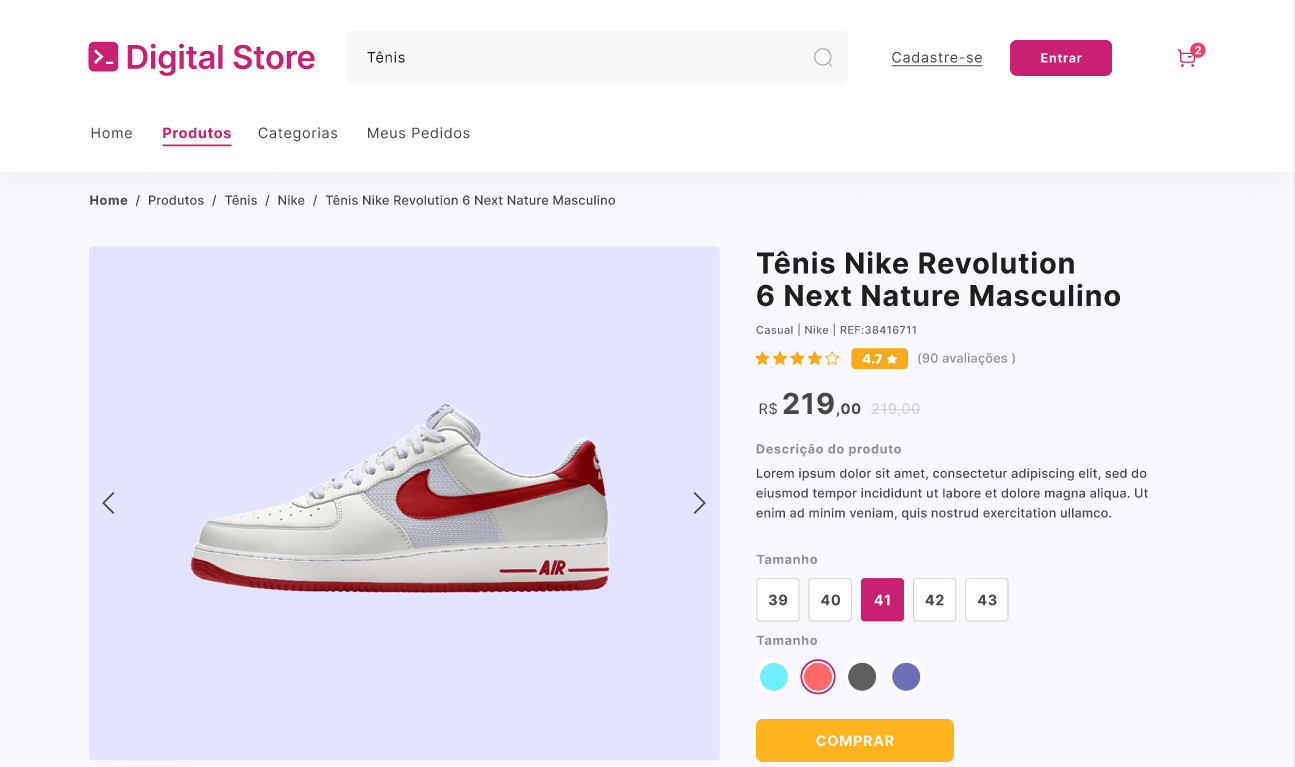 Digital Store
Tênis
Cadastre-se
Entrar
2
Home
Produtos
Categorias
Meus Pedidos
Home / Produtos / Tênis / Nike / Tênis Nike Revolution 6 Next Nature Masculino
Tênis Nike Revolution
6 Next Nature Masculino
Casual | Nike | REF:38416711
4.7
(90 avaliações )
R$ 219,00 219,00
Descrição do produto
Lorem ipsum dolor sit amet, consectetur adipiscing elit, sed do
eiusmod tempor incididunt ut labore et dolore magna aliqua. Ut
enim ad minim veniam, quis nostrud exercitation ullamco.
AIR
Tamanho
39 40 41 42 43
Tamanho
COMPRAR